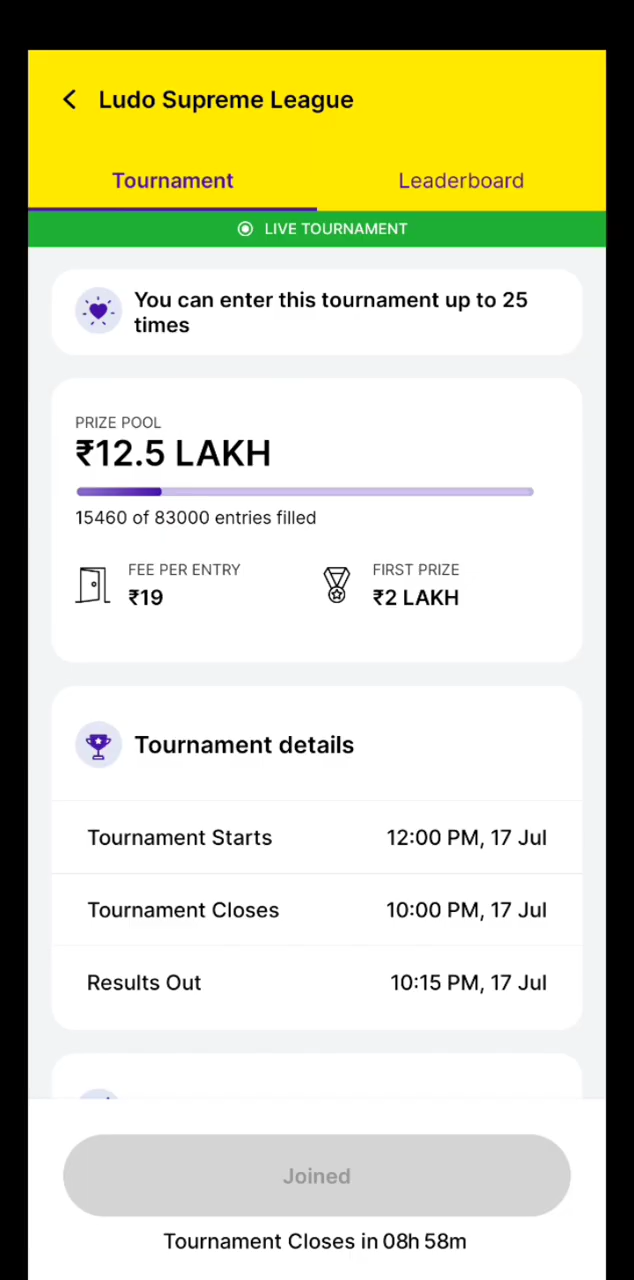 Ludo Supreme League
Tournament
Leaderboard
LIVE TOURNAMENT
You can enter this tournament up to 25
times
PRIZE POOL
₹12.5 LAKH
15460 of 83000 entries filled
FEE PER ENTRY
₹19
FIRST PRIZE
₹2 LAKH
Tournament details
Tournament Starts
12:00 PM, 17 Jul
Tournament Closes
10:00 PM, 17 Jul
Results Out
10:15 PM, 17 Jul
Joined
Tournament Closes in 08h 58m